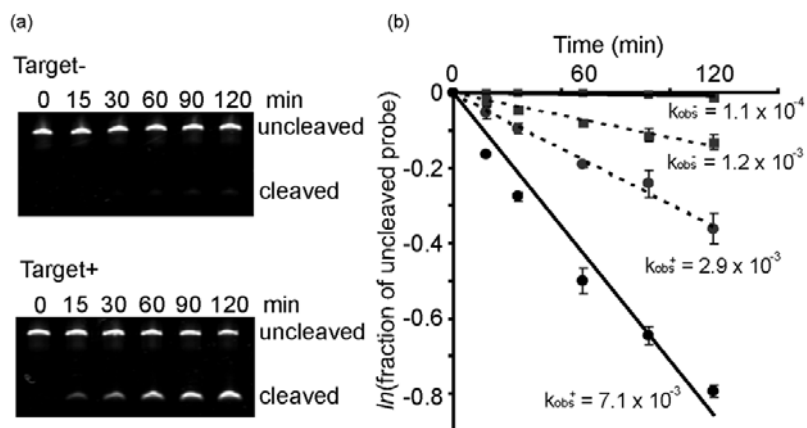 (a)
Target-
0 15 30 60 90 120 min
uncleaved
cleaved
Target+
0 15 30 60 90 120 min
uncleaved
cleaved
(b)
Time (min)
0 60 120
0
-0.2
-0.4
-0.6
-0.8
ln(fraction of uncleaved probe)
kobs- = 1.1 x 10-4
kobs- = 1.2 x 10-3
kobs+ = 2.9 x 10-3
kobs+ = 7.1 x 10-3